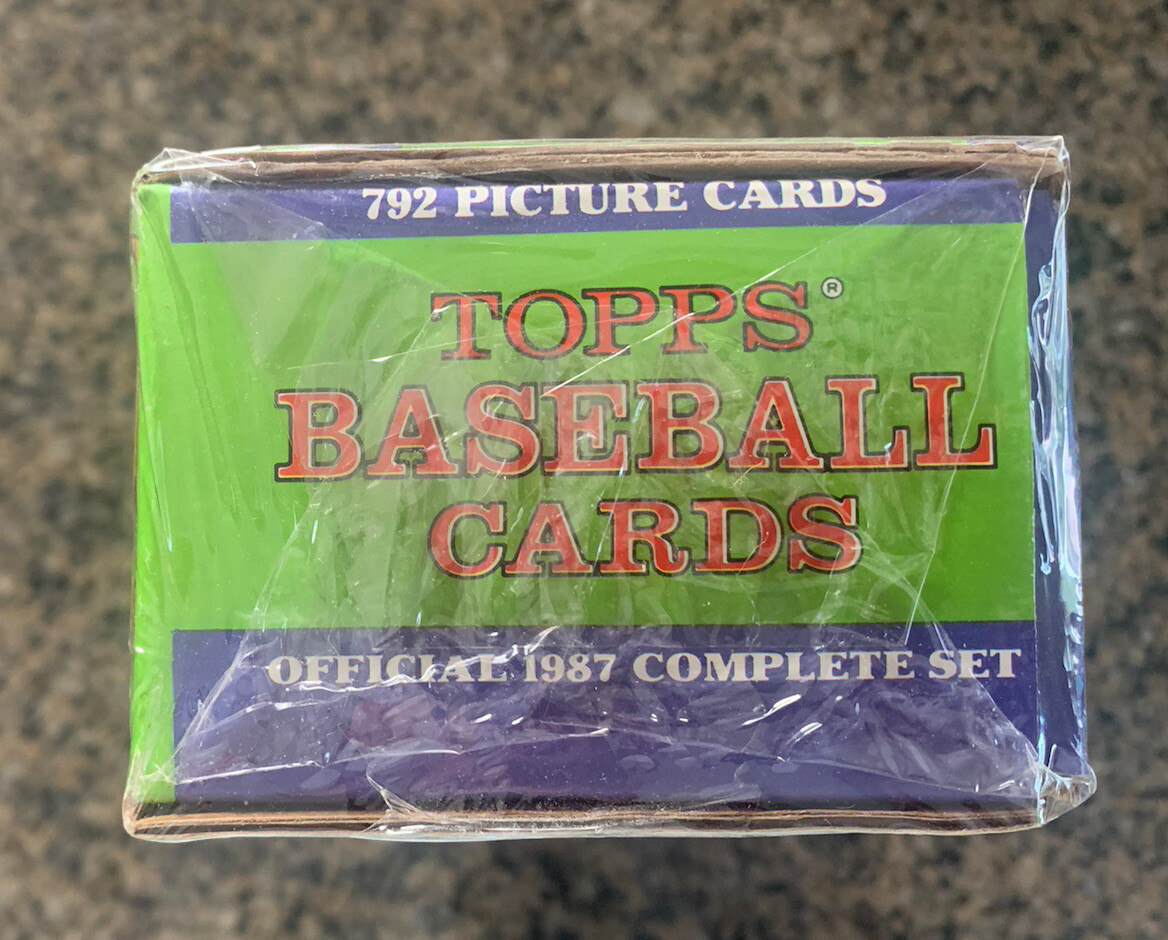 792 PICTURE CARDS
TOPPS®
BASEBALL
CARDS
OFFICIAL 1987 COMPLETE SET